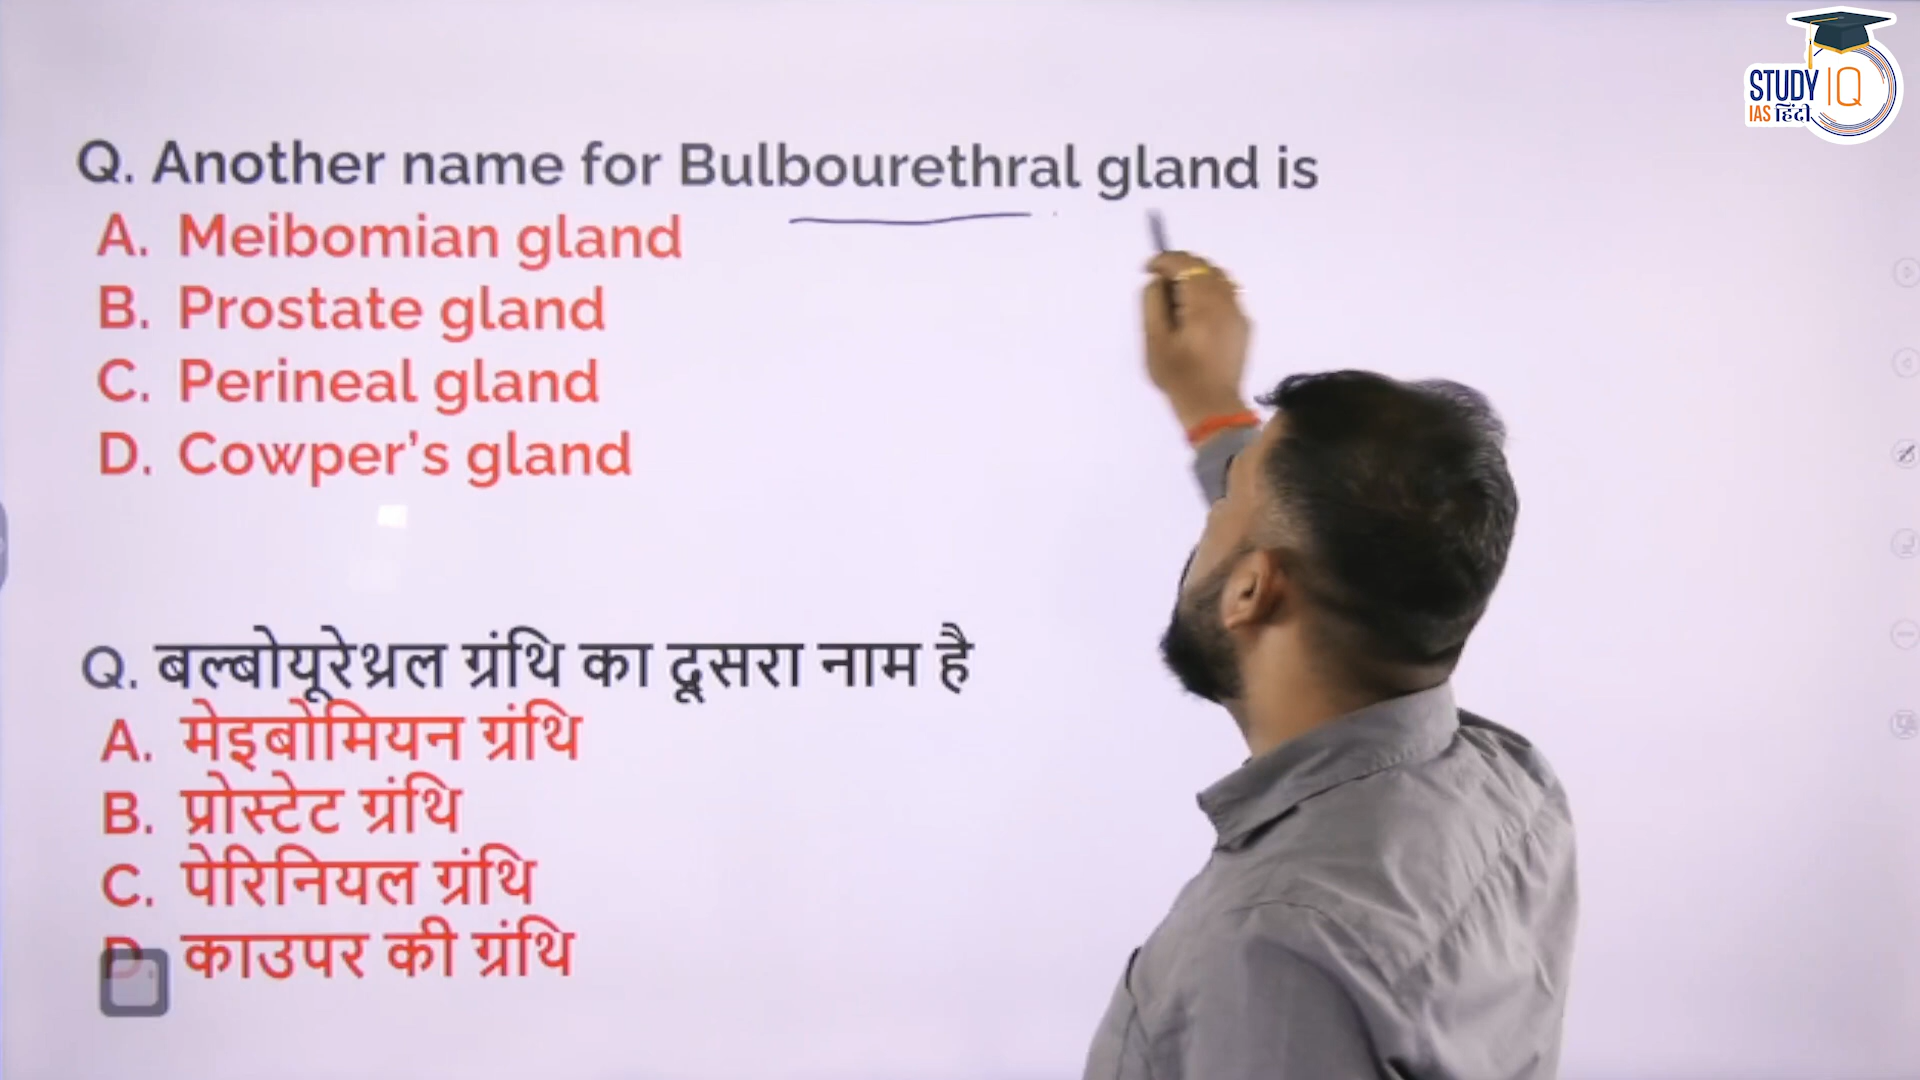 STUDY IQ
IAS हिंदी
Q. Another name for Bulbourethral gland is
A. Meibomian gland
B. Prostate gland
C. Perineal gland
D. Cowper's gland
Q. बल्बोयूरेथ्रल ग्रंथि का दूसरा नाम है
A. मेइबोमियन ग्रंथि
B. प्रोस्टेट ग्रंथि
C. पेरिनियल ग्रंथि
D. काउपर की ग्रंथि